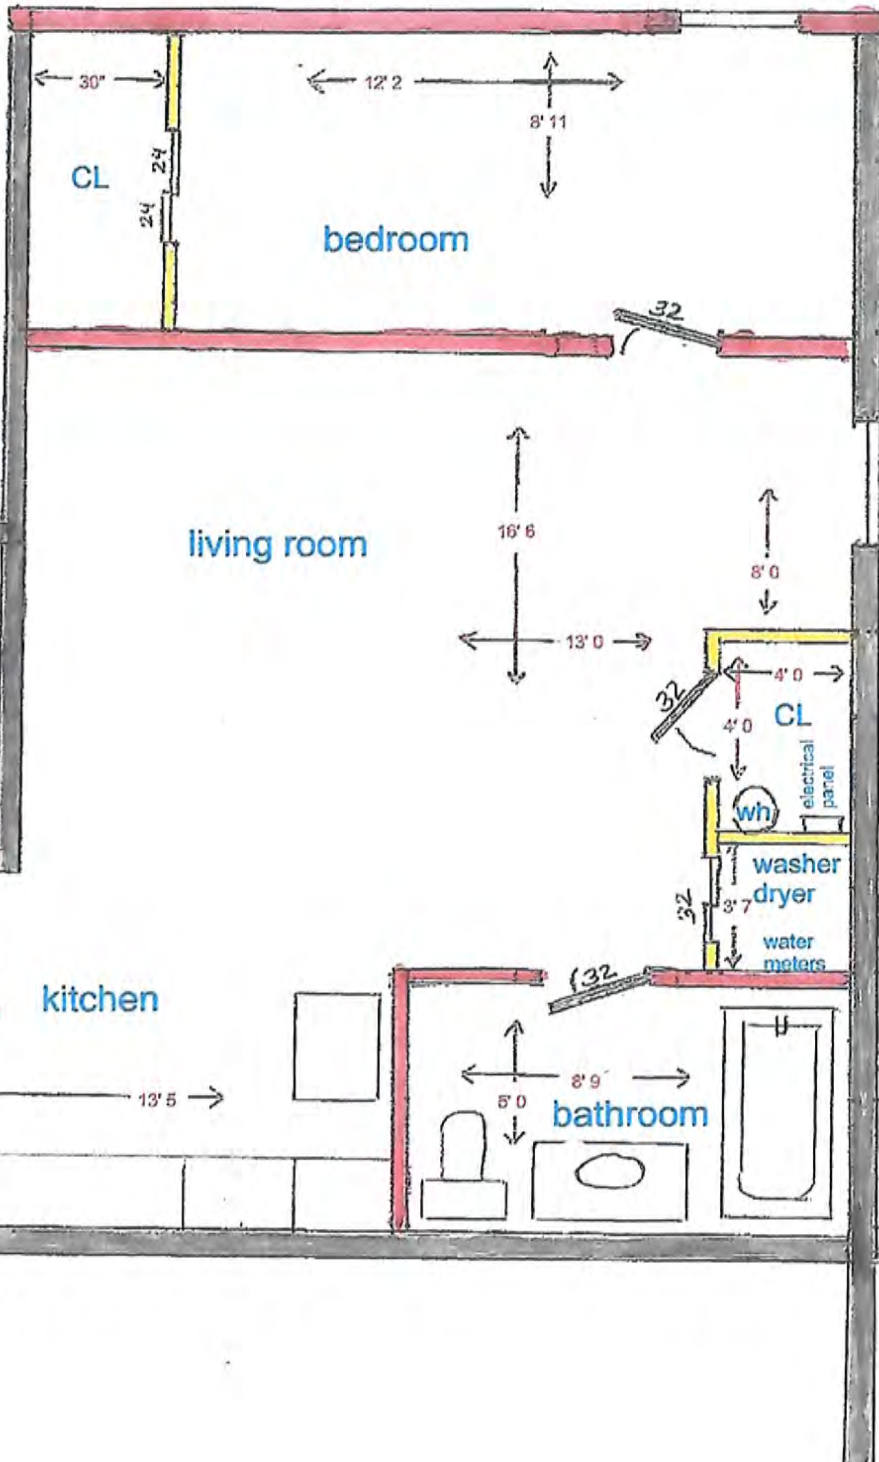 30"
12' 2
8' 11
CL
24
24
bedroom
32
16' 6
living room
8' 0
13' 0
4' 0
32
CL
4' 0
electrical
panel
wh
washer
dryer
32
3' 7
water
meters
32
kitchen
8' 9
13' 5
bathroom